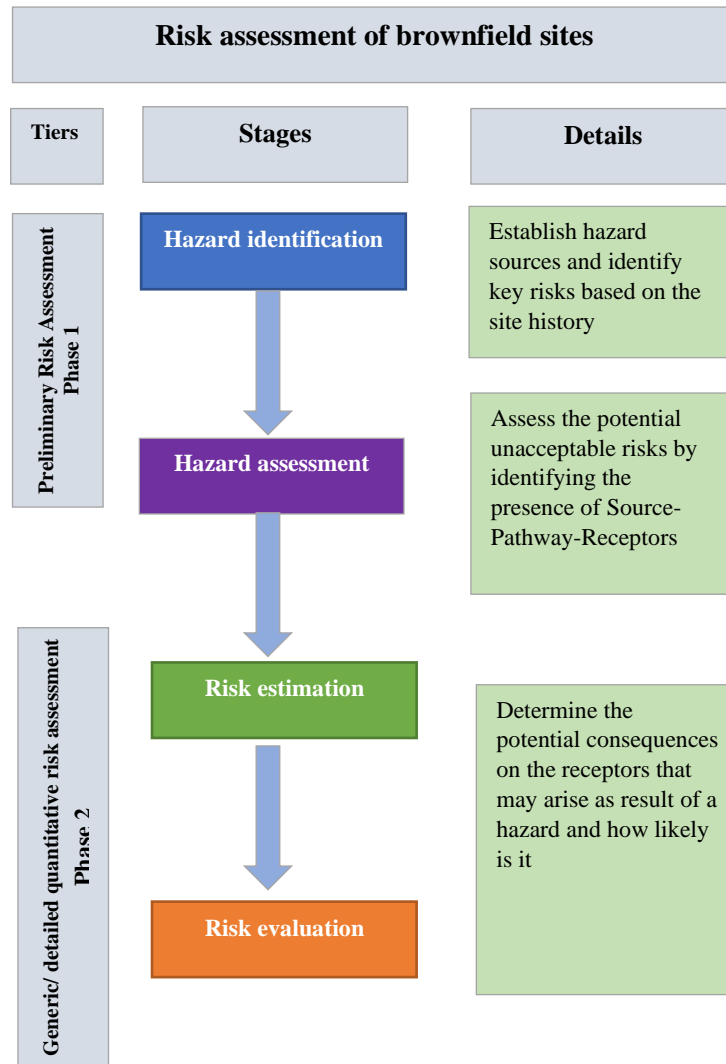 Risk assessment of brownfield sites
Tiers
Stages
Details
Preliminary Risk Assessment
Phase 1
Hazard identification
Establish hazard
sources and identify
key risks based on the
site history
Hazard assessment
Assess the potential
unacceptable risks by
identifying the
presence of Source-
Pathway-Receptors
Generic/ detailed quantitative risk assessment
Phase 2
Risk estimation
Determine the
potential consequences
on the receptors that
may arise as result of a
hazard and how likely
is it
Risk evaluation